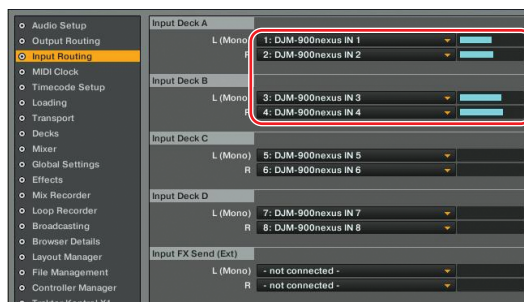 Audio Setup
Output Routing
Input Routing
MIDI Clock
Timecode Setup
Loading
Transport
Decks
Mixer
Global Settings
Effects
Mix Recorder
Loop Recorder
Broadcasting
Browser Details
Layout Manager
File Management
Controller Manager
Traktor Kontrol X1
Input Deck A
L (Mono) 1: DJM-900nexus IN 1
R 2: DJM-900nexus IN 2
Input Deck B
L (Mono) 3: DJM-900nexus IN 3
R 4: DJM-900nexus IN 4
Input Deck C
L (Mono) 5: DJM-900nexus IN 5
R 6: DJM-900nexus IN 6
Input Deck D
L (Mono) 7: DJM-900nexus IN 7
R 8: DJM-900nexus IN 8
Input FX Send (Ext)
L (Mono) - not connected -
R - not connected -